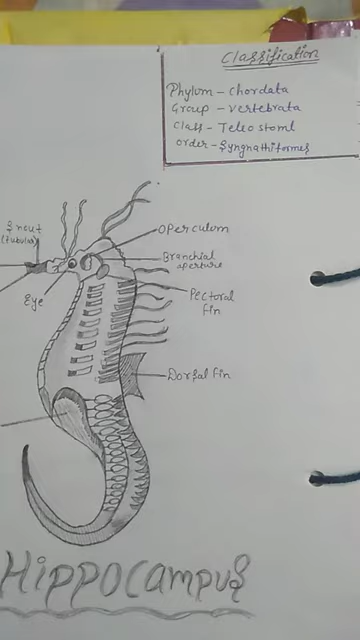 Classification
Phylum - Chordata
Group - Vertebrata
Class - Teleostoml
Order - Syngnathiformes
Snout
(tubular)
Operculum
Branchial
aperture
Eye
Pectoral
fin
Dorsal fin
Hippocampus